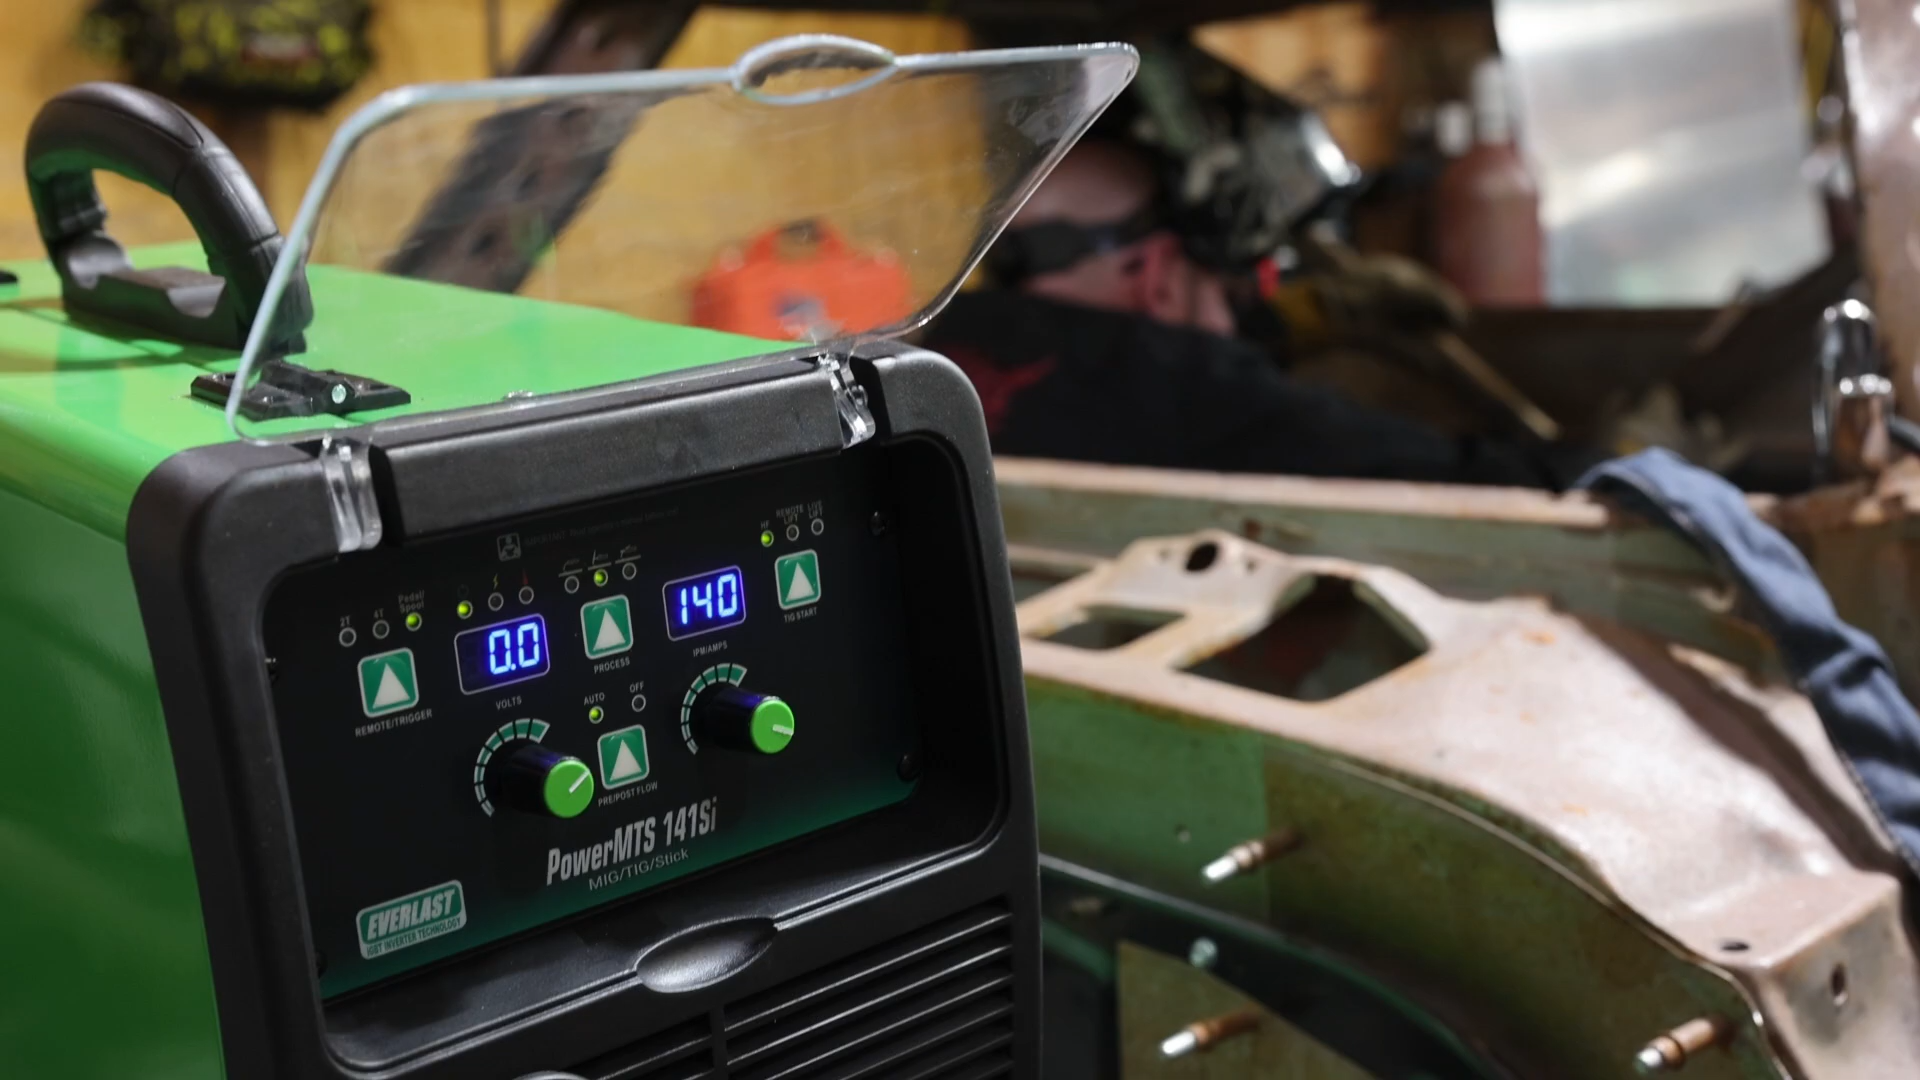 HF
REMOTE LIFT
LIVE LIFT
2T
4T
Pedal/
Spool
0.0
140
TIG START
REMOTE/TRIGGER
VOLTS
PROCESS
IPM/AMPS
AUTO
OFF
PRE/POST FLOW
PowerMTS 141Si
MIG/TIG/Stick
EVERLAST
IGBT INVERTER TECHNOLOGY